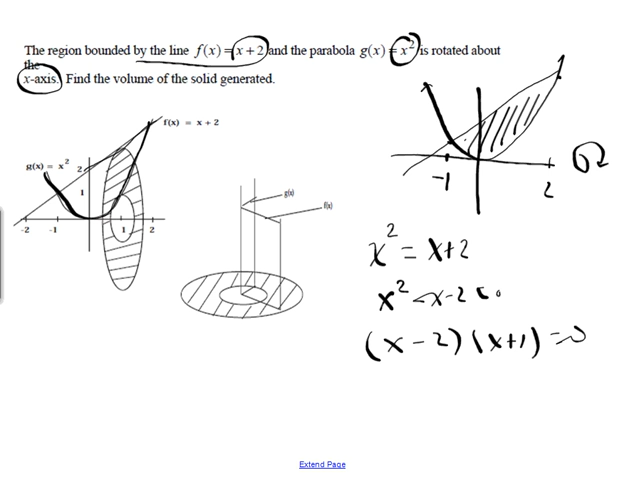 The region bounded by the line f(x) = x + 2 and the parabola g(x) = x² is rotated about
the
x-axis. Find the volume of the solid generated.
f(x) = x + 2
g(x) = x²
2
1
-2 -1 1 2
g(x)
f(x)
-1 2
x² = x+2
x² - x - 2 = 0
(x - 2) (x+1) = 0
Extend Page